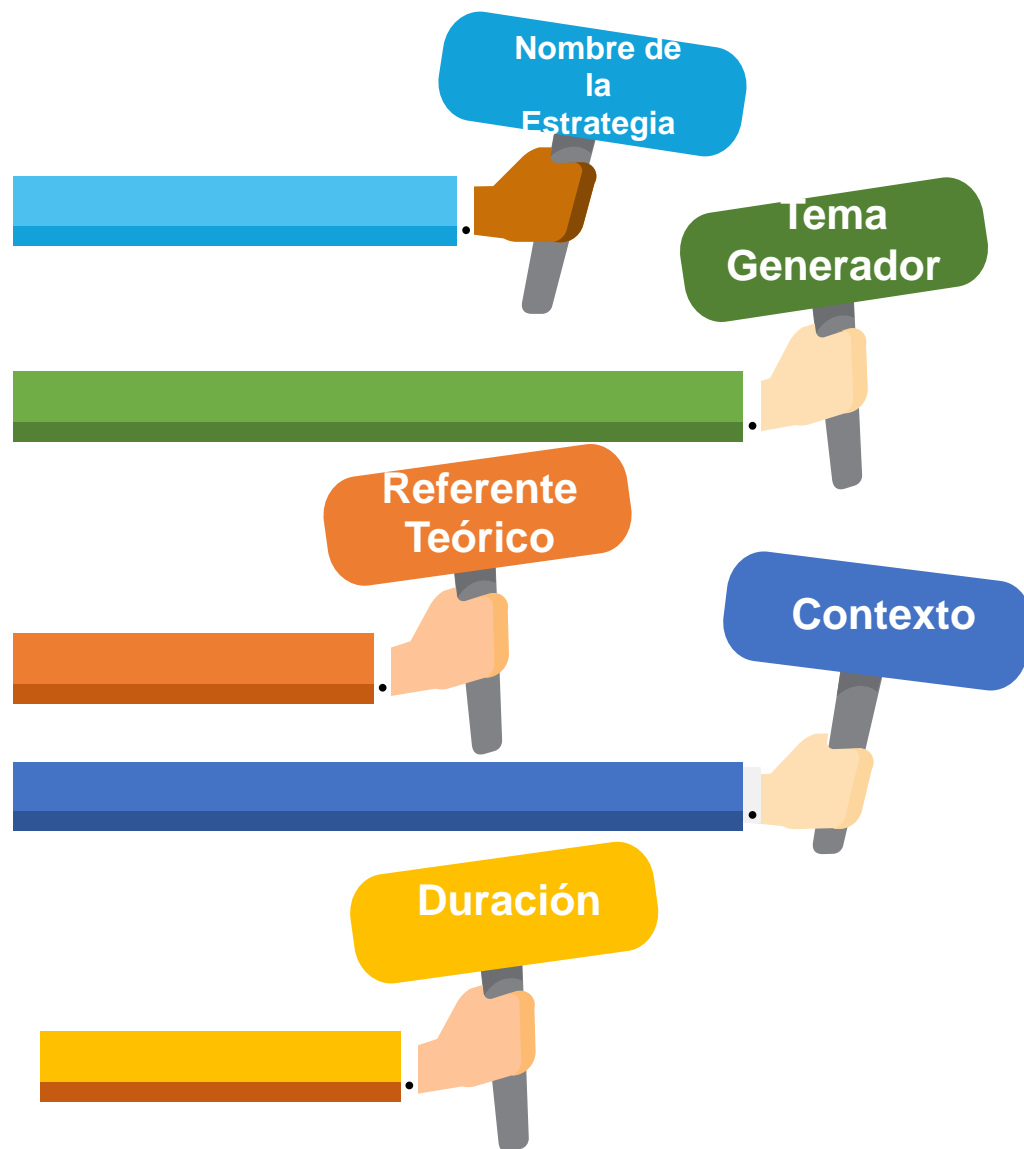 Nombre de
la
Estrategia
Tema
Generador
Referente
Teórico
Contexto
Duración